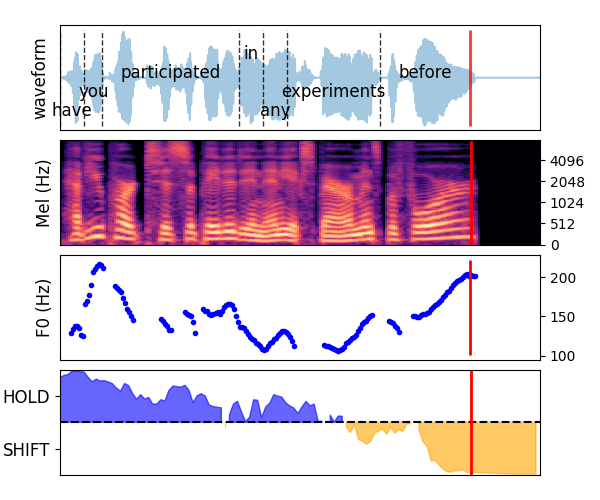 waveform
in
participated
before
you
experiments
have
any
Mel (Hz)
4096
2048
1024
512
0
F0 (Hz)
200
150
100
HOLD
SHIFT